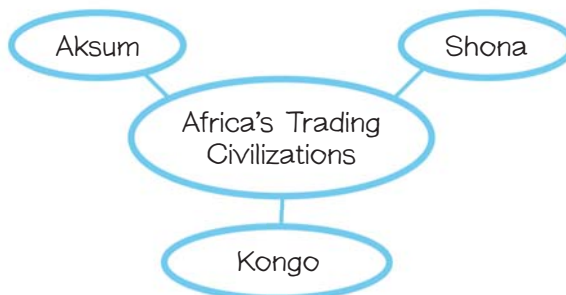 Aksum
Shona
Africa's Trading
Civilizations
Kongo